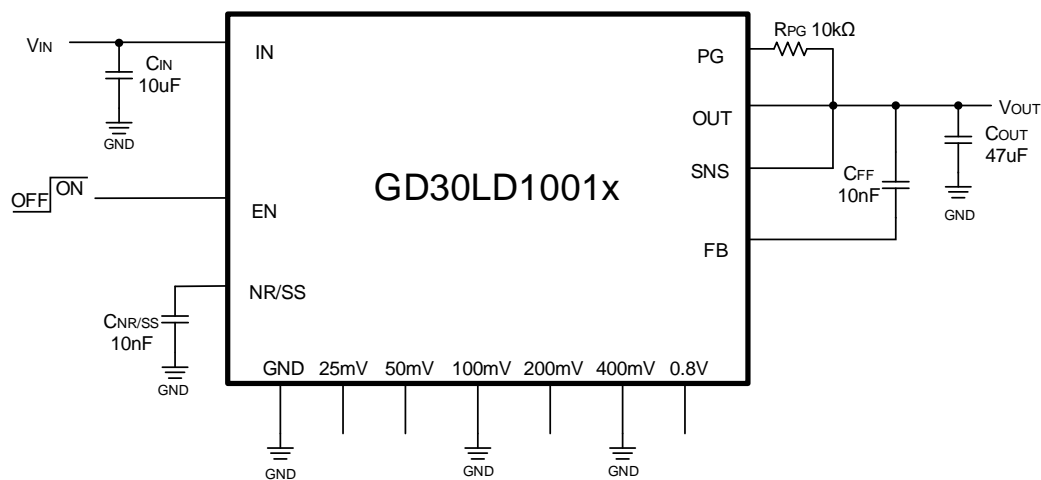 VIN
CIN
10uF
GND
OFF
ON
CNR/SS
10nF
GND
IN
EN
NR/SS
GD30LD1001x
PG
OUT
SNS
FB
GND 25mV 50mV 100mV 200mV 400mV 0.8V
GND
GND
GND
RPG 10kΩ
VOUT
COUT
47uF
GND
CFF
10nF